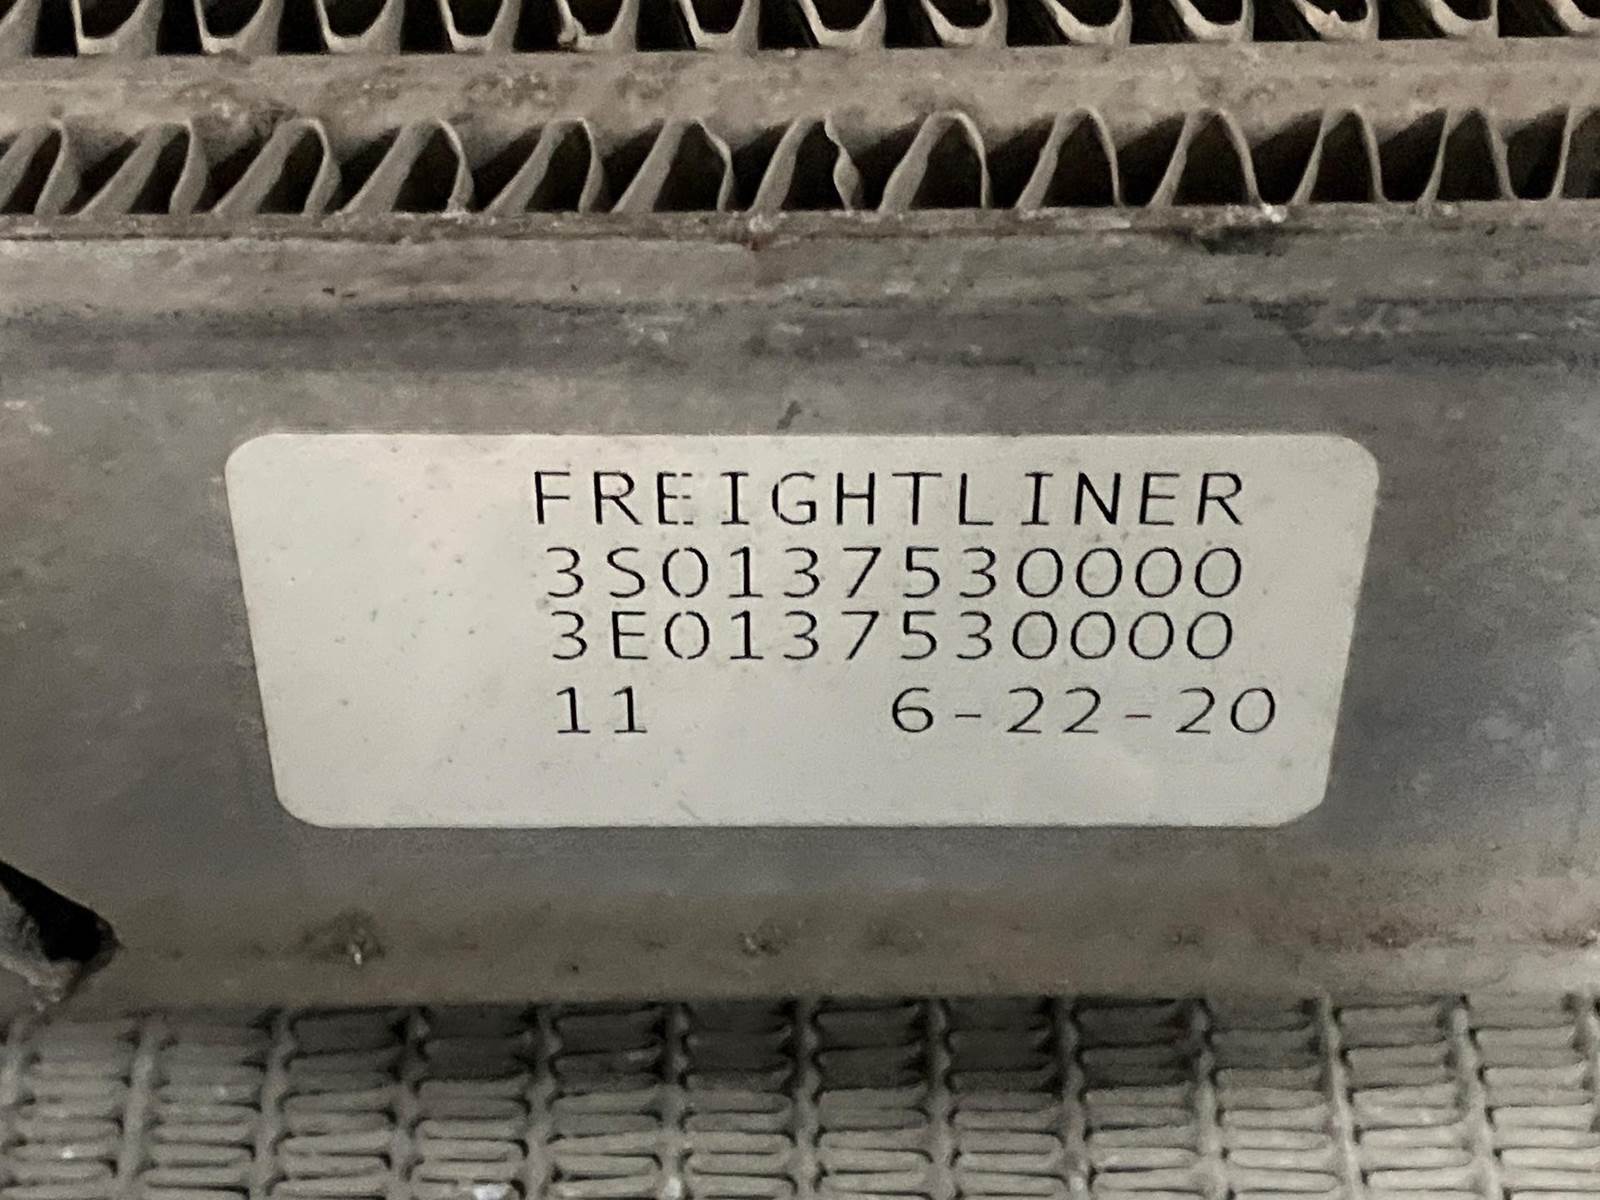 FREIGHTLINER
3S0137530000
3E0137530000
11 6-22-20